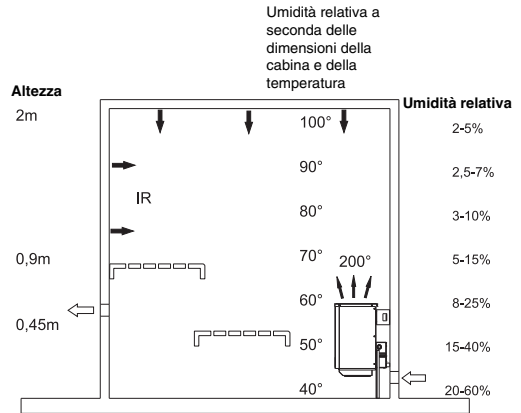 Umidità relativa a
seconda delle
dimensioni della
cabina e della
temperatura
Altezza
Umidità relativa
2m
100°
2-5%
90°
2,5-7%
IR
80°
3-10%
0,9m
70°
200°
5-15%
60°
8-25%
0,45m
50°
15-40%
40°
20-60%